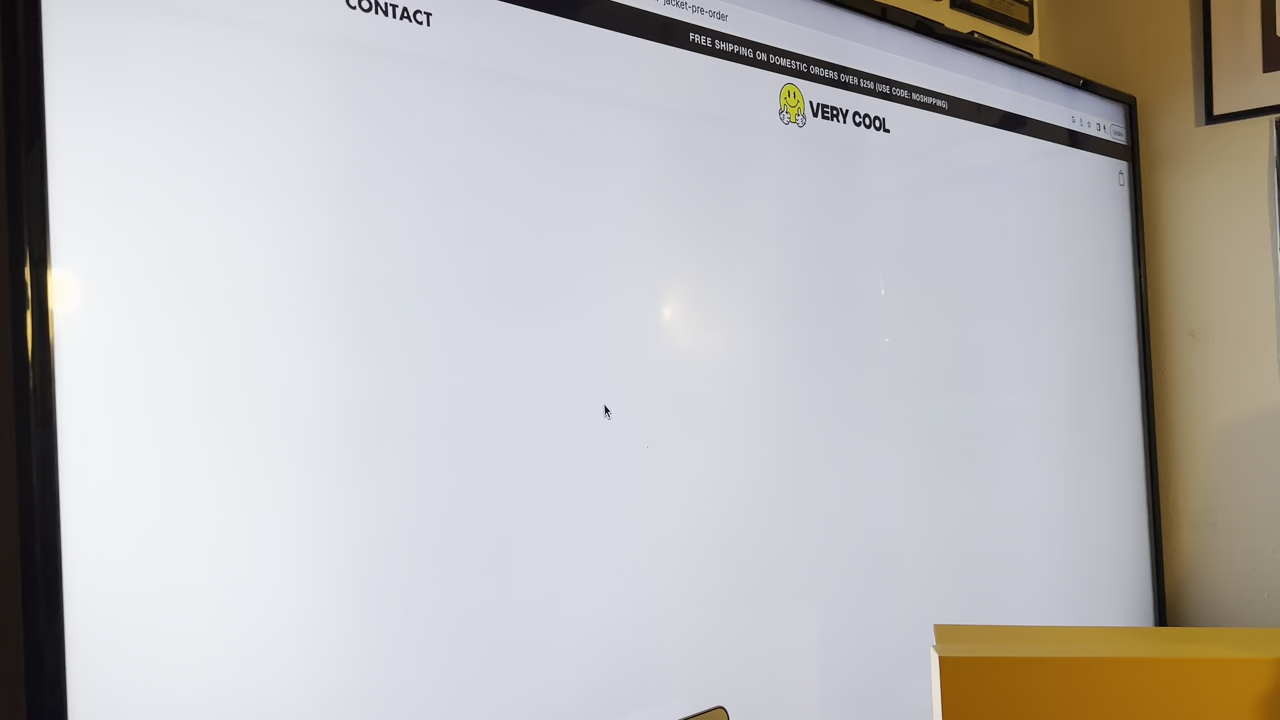 jacket-pre-order
CONTACT
FREE SHIPPING ON DOMESTIC ORDERS OVER $250 (USE CODE: NOSHIPPING)
VERY COOL